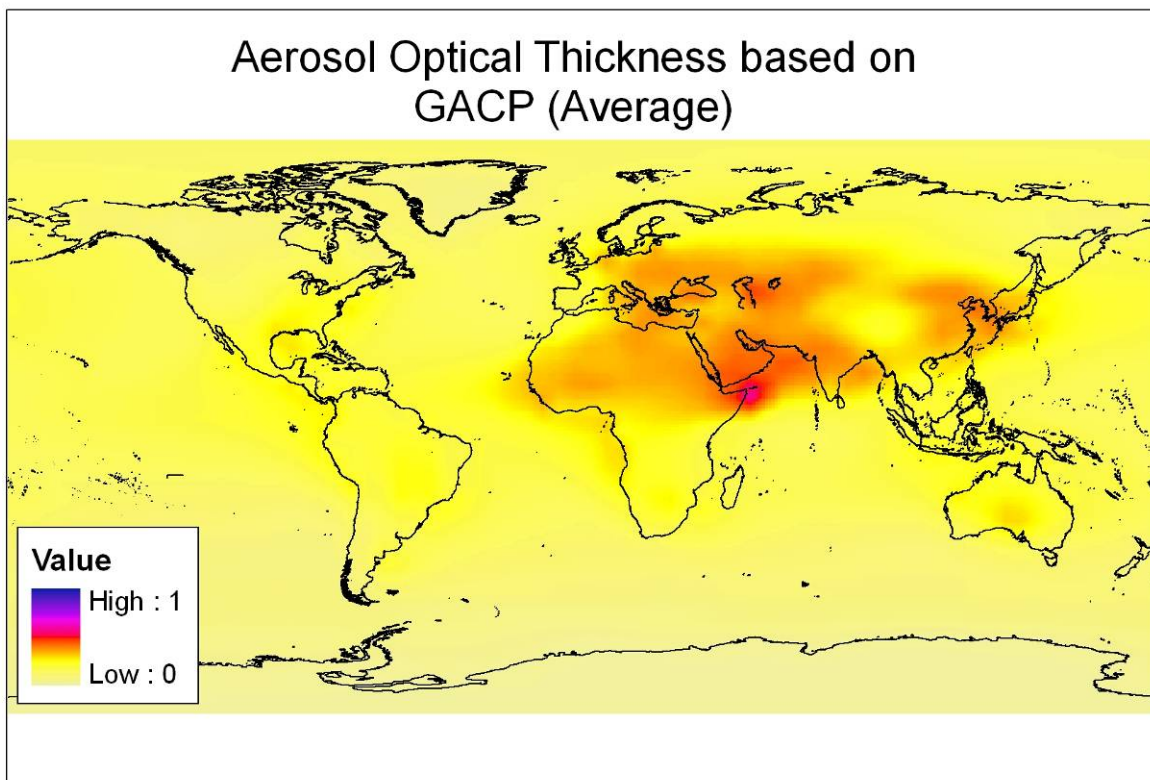 Aerosol Optical Thickness based on
GACP (Average)
Value
High : 1
Low : 0